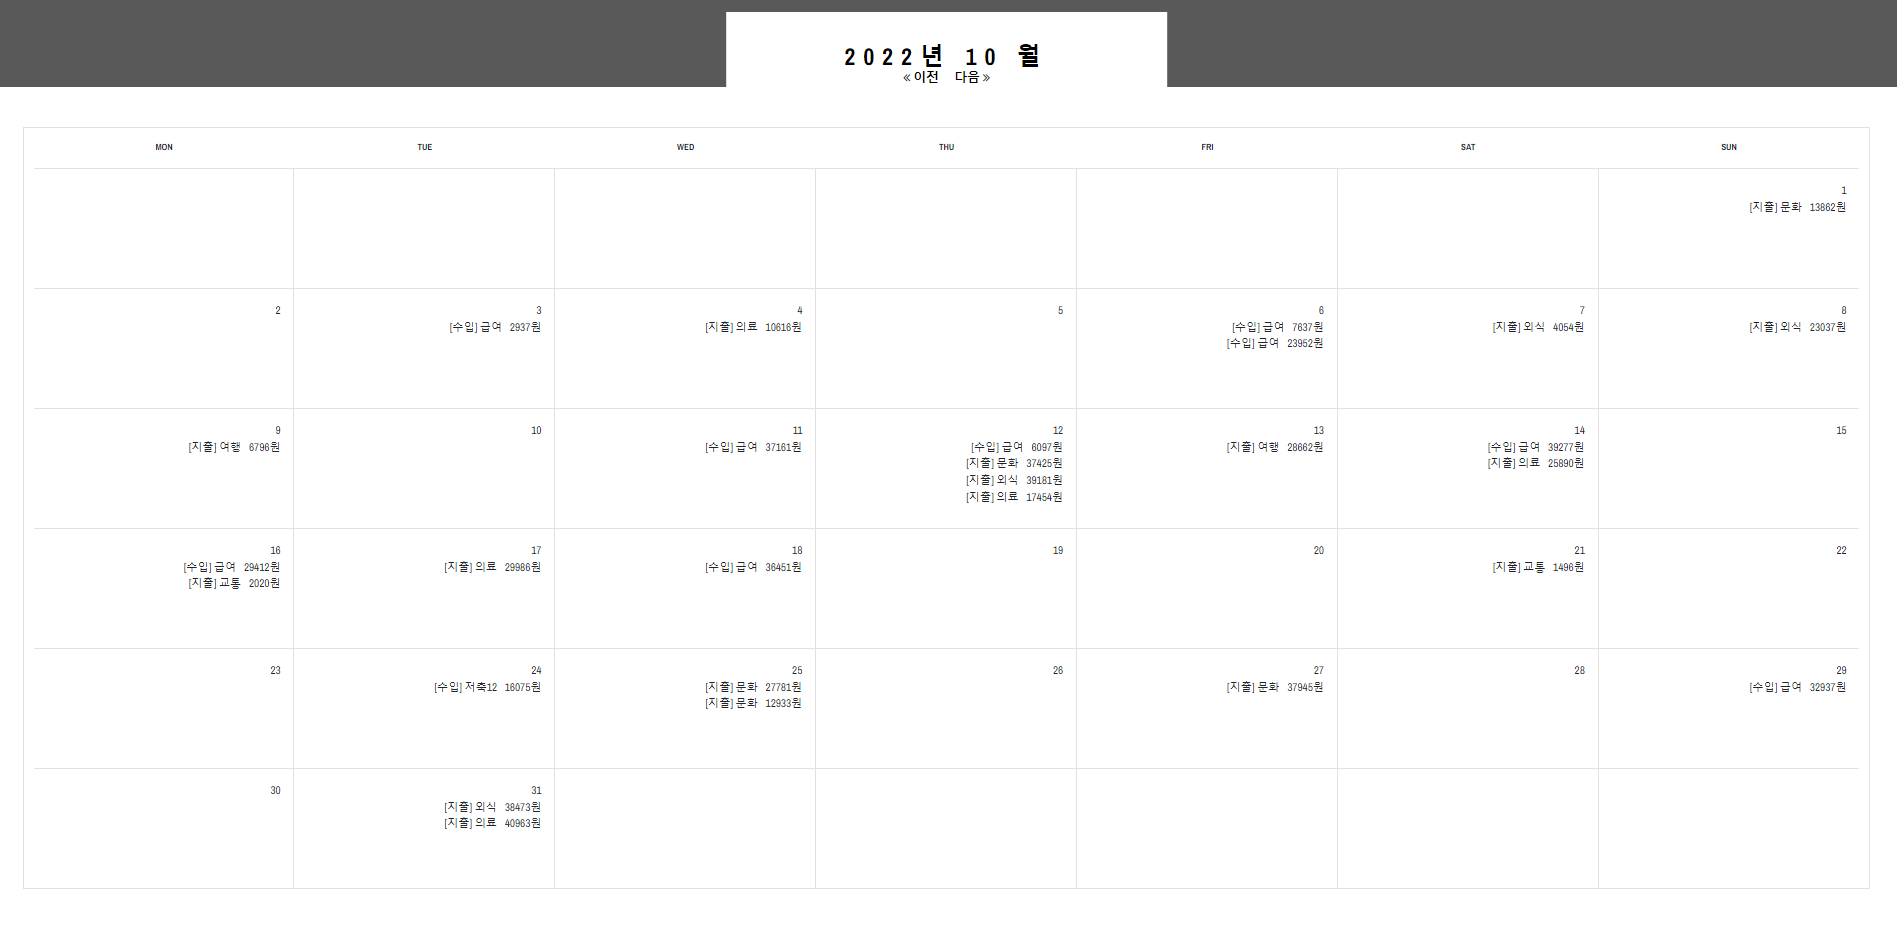 2022년 10 월
«이전 다음»
MON TUE WED THU FRI SAT SUN
1
[지출] 문화 13862원
2
3
[수입] 급여 2937원
4
[지출] 의료 10616원
5
6
[수입] 급여 7637원
[수입] 급여 23952원
7
[지출] 외식 4054원
8
[지출] 외식 23037원
9
[지출] 여행 6796원
10
11
[수입] 급여 37161원
12
[수입] 급여 6097원
[지출] 문화 37425원
[지출] 외식 39181원
[지출] 의료 17454원
13
[지출] 여행 28662원
14
[수입] 급여 39277원
[지출] 의료 25890원
15
16
[수입] 급여 29412원
[지출] 교통 2020원
17
[지출] 의료 29986원
18
[수입] 급여 36451원
19
20
21
[지출] 교통 1496원
22
23
24
[수입] 저축12 16075원
25
[지출] 문화 27781원
[지출] 문화 12933원
26
27
[지출] 문화 37945원
28
29
[수입] 급여 32937원
30
31
[지출] 외식 38473원
[지출] 의료 40963원